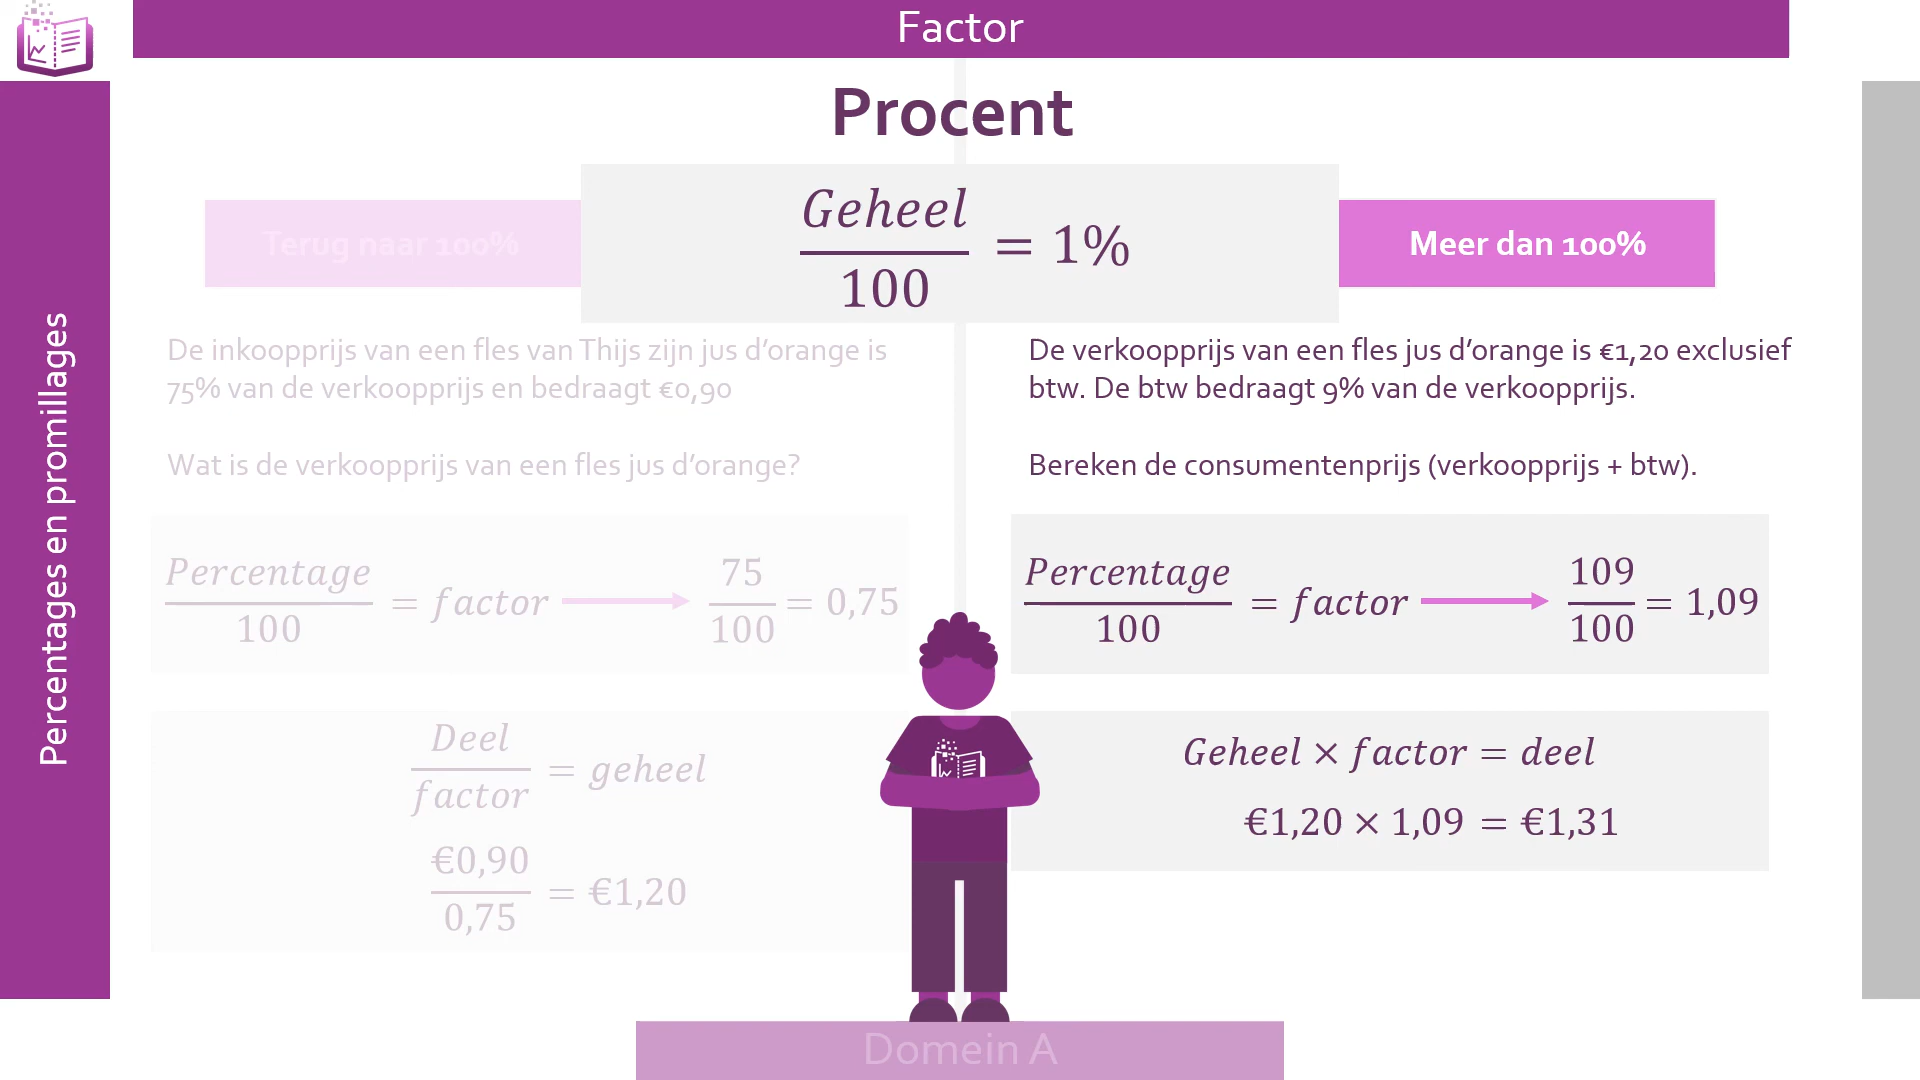 Factor
Procent
Geheel
100
= 1%
Terug naar 100%
Meer dan 100%
Percentages en promillages
De inkoopprijs van een fles van Thijs zijn jus d’orange is
75% van de verkoopprijs en bedraagt €0,90
Wat is de verkoopprijs van een fles jus d’orange?
Percentage
100
= factor
75
100
= 0,75
Deel
factor
= geheel
€0,90
0,75
= €1,20
De verkoopprijs van een fles jus d’orange is €1,20 exclusief
btw. De btw bedraagt 9% van de verkoopprijs.
Bereken de consumentenprijs (verkoopprijs + btw).
Percentage
100
= factor
109
100
= 1,09
Geheel × factor = deel
€1,20 × 1,09 = €1,31
Domein A